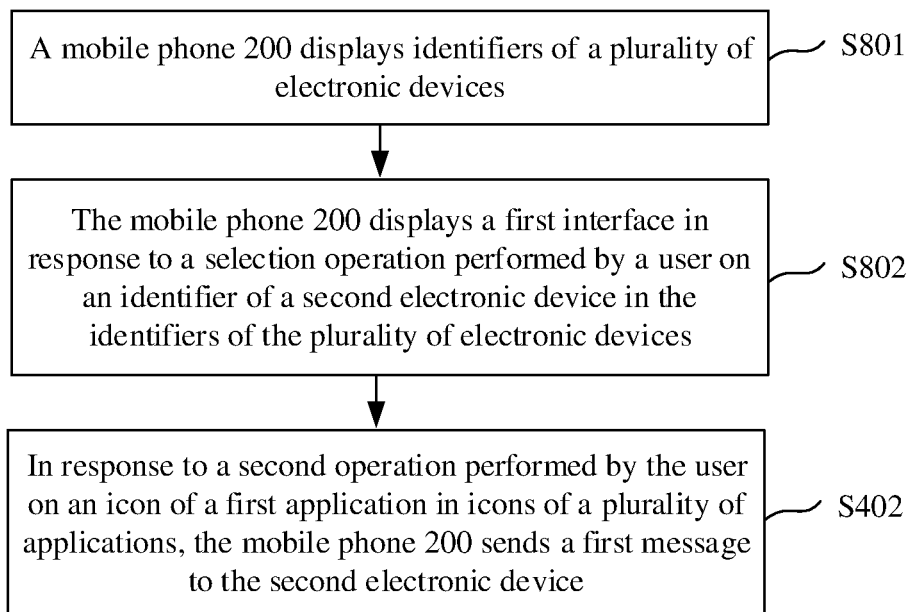 A mobile phone 200 displays identifiers of a plurality of
electronic devices
S801
The mobile phone 200 displays a first interface in
response to a selection operation performed by a user on
an identifier of a second electronic device in the
identifiers of the plurality of electronic devices
S802
In response to a second operation performed by the user
on an icon of a first application in icons of a plurality of
applications, the mobile phone 200 sends a first message
to the second electronic device
S402